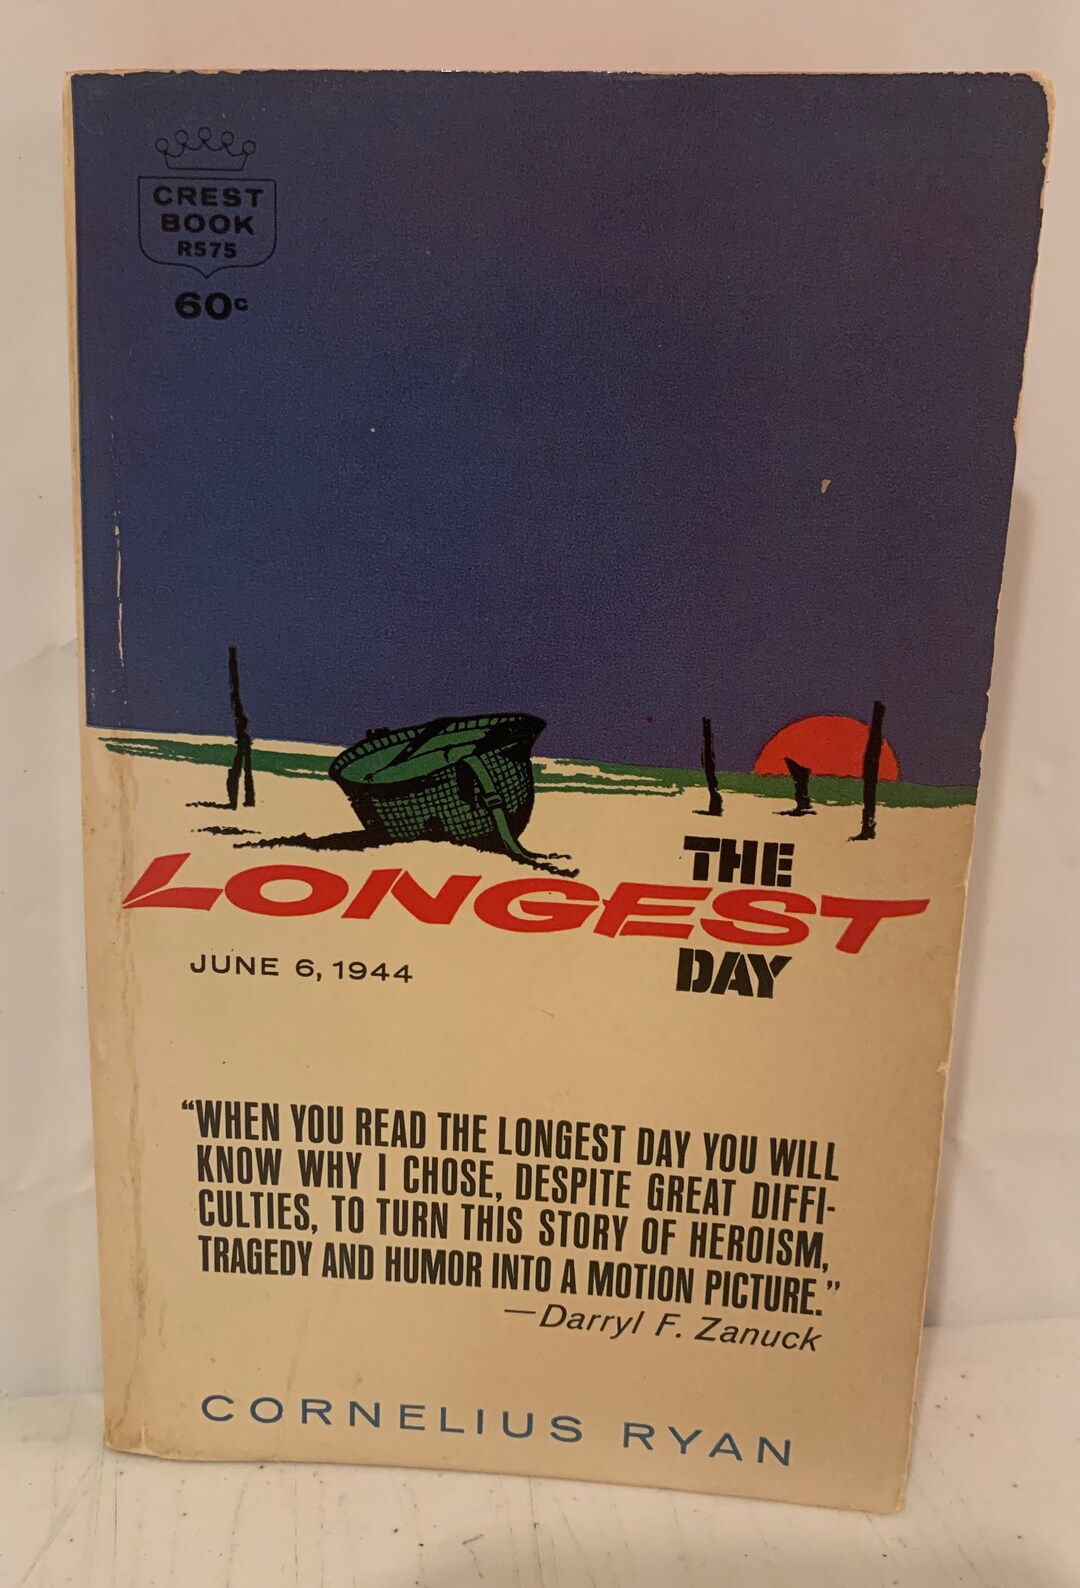 CREST
BOOK
R575
60c
THE
LONGEST
DAY
JUNE 6, 1944
“WHEN YOU READ THE LONGEST DAY YOU WILL
KNOW WHY I CHOSE, DESPITE GREAT DIFFI-
CULTIES, TO TURN THIS STORY OF HEROISM,
TRAGEDY AND HUMOR INTO A MOTION PICTURE.”
—Darryl F. Zanuck
CORNELIUS RYAN